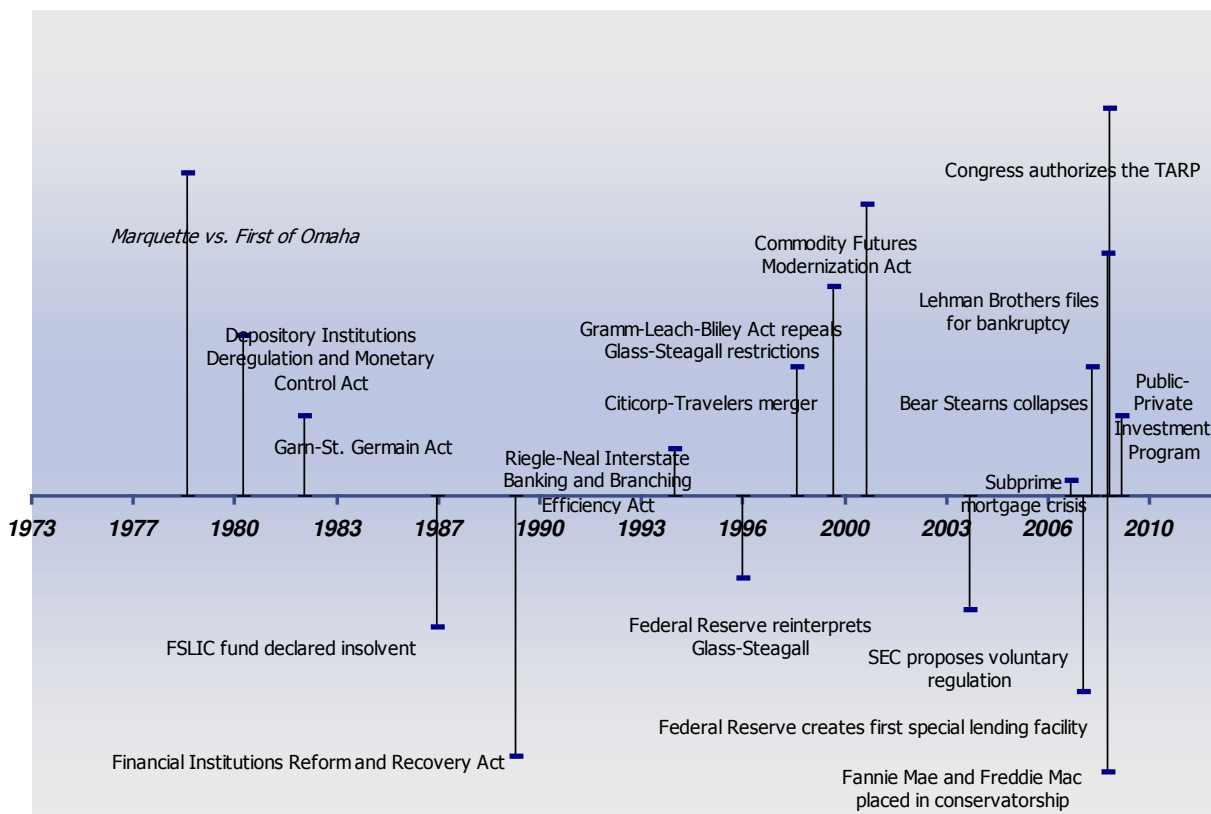 Congress authorizes the TARP
Marquette vs. First of Omaha
Commodity Futures
Modernization Act
Lehman Brothers files
for bankruptcy
Depository Institutions
Deregulation and Monetary
Control Act
Gramm-Leach-Bliley Act repeals
Glass-Steagall restrictions
Public-
Private
Investment
Program
Citicorp-Travelers merger
Bear Stearns collapses
Garn-St. Germain Act
Riegle-Neal Interstate
Banking and Branching
Efficiency Act
Subprime
mortgage crisis
1973 1977 1980 1983 1987 1990 1993 1996 2000 2003 2006 2010
FSLIC fund declared insolvent
Federal Reserve reinterprets
Glass-Steagall
SEC proposes voluntary
regulation
Federal Reserve creates first special lending facility
Financial Institutions Reform and Recovery Act
Fannie Mae and Freddie Mac
placed in conservatorship